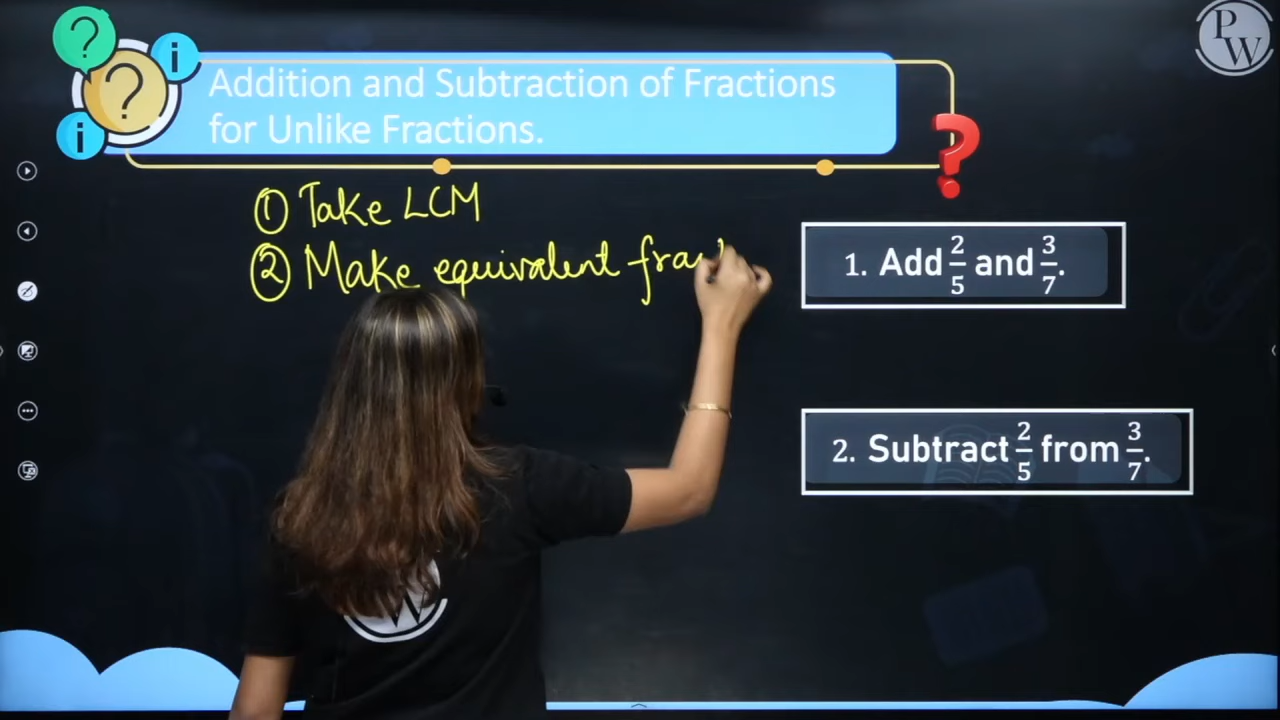 PW
Addition and Subtraction of Fractions
for Unlike Fractions.
① Take LCM
② Make equivalent
1. Add 2/5 and 3/7.
2. Subtract 2/5 from 3/7.
W